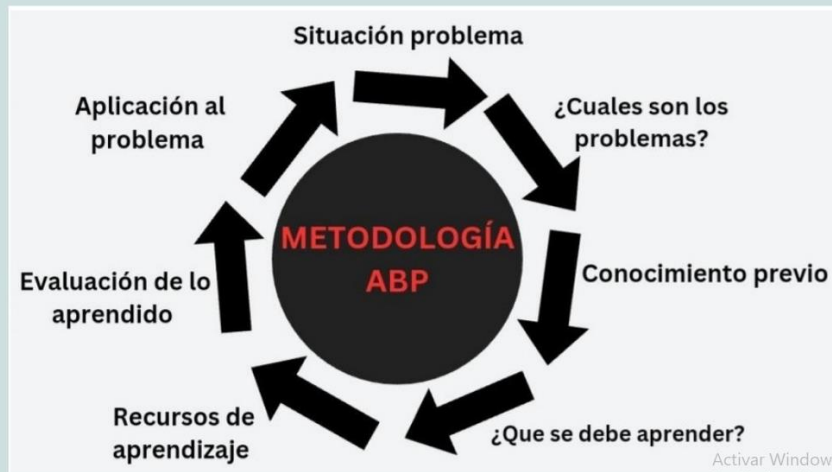 Situación problema
¿Cuales son los
problemas?
Conocimiento previo
¿Que se debe aprender?
Recursos de
aprendizaje
Evaluación de lo
aprendido
Aplicación al
problema
METODOLOGÍA
ABP
Activar Window